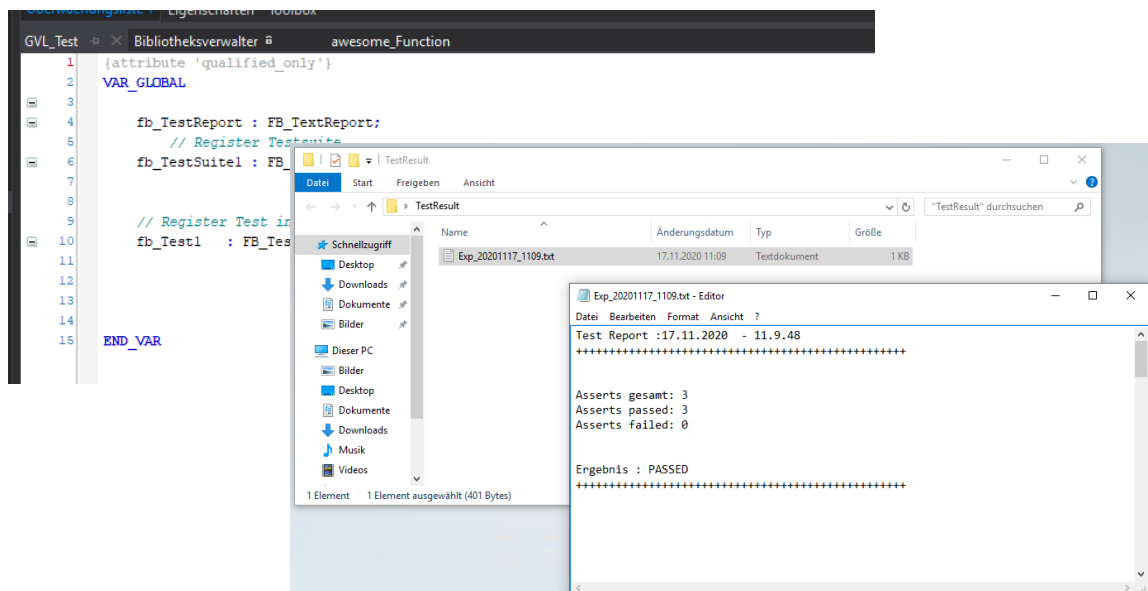 Überwachungsliste 1 Eigenschaften Toolbox
GVL_Test Bibliotheksverwalter awesome_Function
1 {attribute 'qualified_only'}
2 VAR_GLOBAL
3
4 fb_TestReport : FB_TextReport;
5 // Register Testsuite
6 fb_TestSuite1 : FB_
7
8
9 // Register Test in
10 fb_Test1 : FB_Tes
11
12
13
14
15 END_VAR
TestResult
Datei Start Freigeben Ansicht
TestResult
"TestResult" durchsuchen
Name Änderungsdatum Typ Größe
Exp_20201117_1109.txt 17.11.2020 11:09 Textdokument 1 KB
Schnellzugriff
Desktop
Downloads
Dokumente
Bilder
Dieser PC
Bilder
Desktop
Dokumente
Downloads
Musik
Videos
1 Element 1 Element ausgewählt (401 Bytes)
Exp_20201117_1109.txt - Editor
Datei Bearbeiten Format Ansicht ?
Test Report :17.11.2020 - 11.9.48
++++++++++++++++++++++++++++++++++++++++++++++++++
Asserts gesamt: 3
Asserts passed: 3
Asserts failed: 0
Ergebnis : PASSED
++++++++++++++++++++++++++++++++++++++++++++++++++